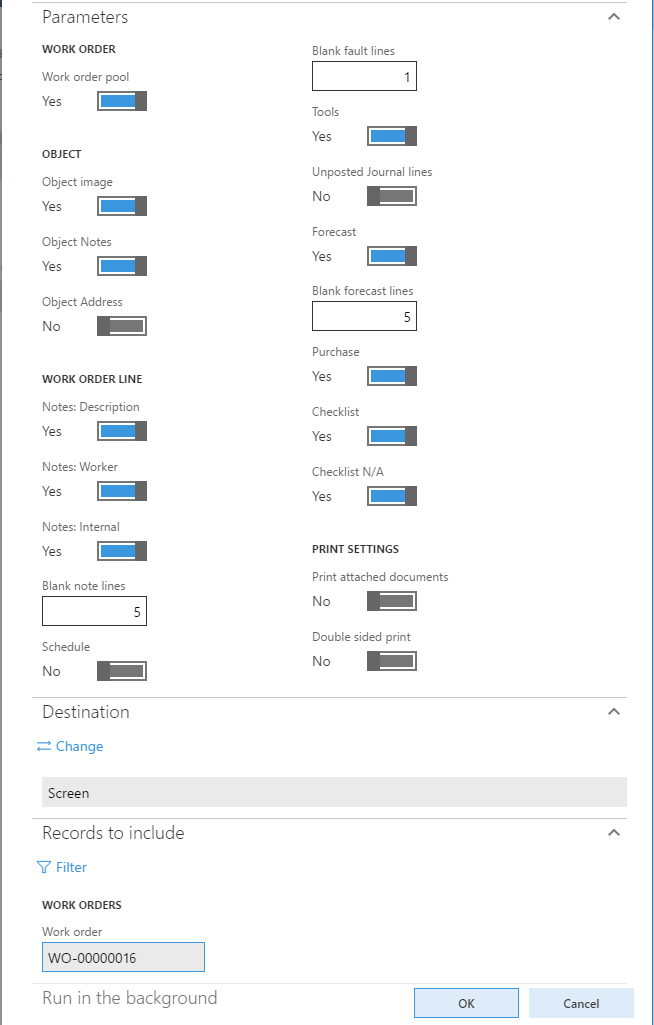 Parameters
WORK ORDER
Work order pool
Yes
OBJECT
Object image
Yes
Object Notes
Yes
Object Address
No
WORK ORDER LINE
Notes: Description
Yes
Notes: Worker
Yes
Notes: Internal
Yes
Blank note lines
5
Schedule
No
Blank fault lines
1
Tools
Yes
Unposted Journal lines
No
Forecast
Yes
Blank forecast lines
5
Purchase
Yes
Checklist
Yes
Checklist N/A
Yes
PRINT SETTINGS
Print attached documents
No
Double sided print
No
Destination
Change
Screen
Records to include
Filter
WORK ORDERS
Work order
WO-00000016
Run in the background
OK
Cancel